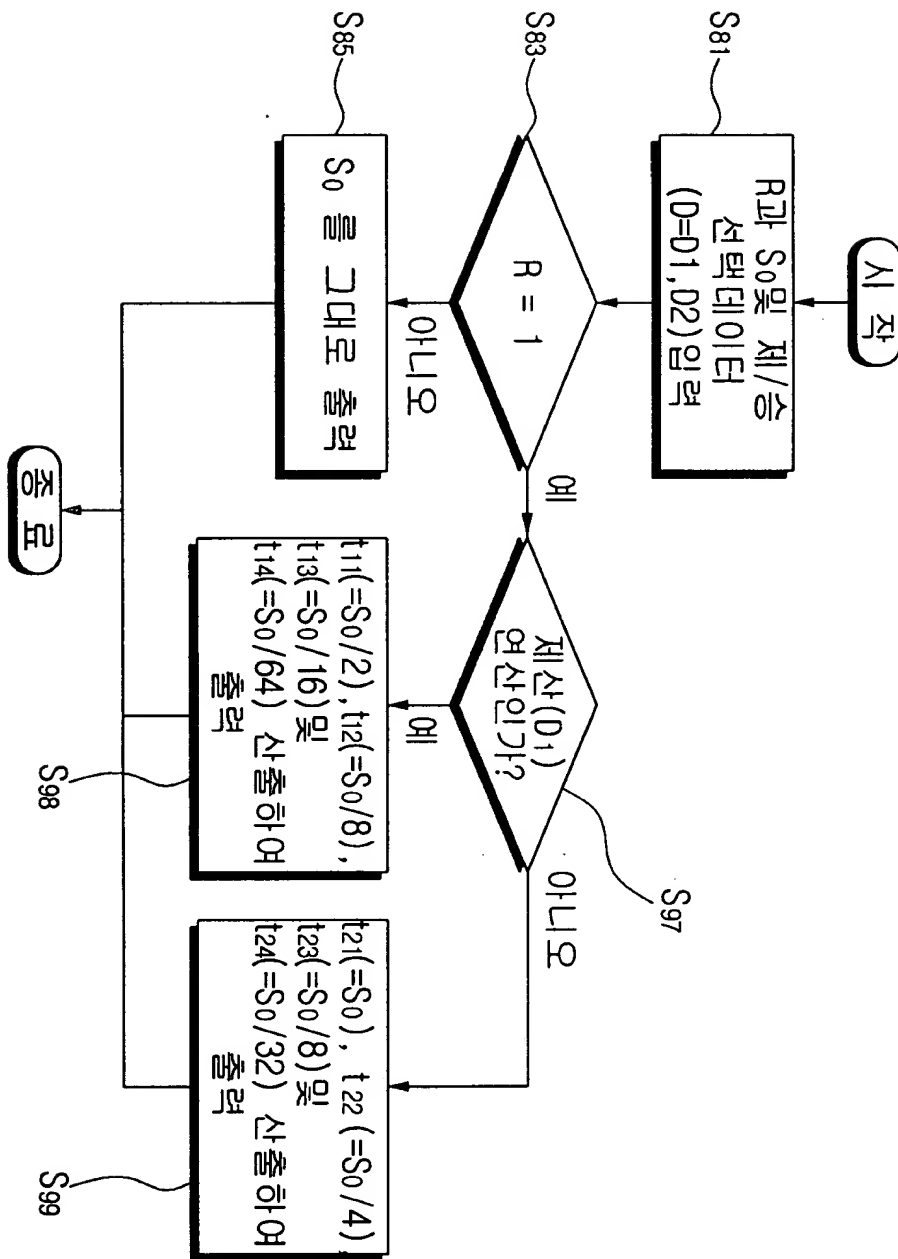 시 작
S81
R과 S0및 제/승
선택데이터
(D=D1,D2)입력
S83
R = 1
예
아니오
제산(D1)
연산인가?
S97
예
아니오
S85
S0 를 그대로 출력
t11(=S0/2),t12(=S0/8),
t13(=S0/16)및
t14(=S0/64) 산출하여
출력
S98
t21(=S0), t22 (=S0/4),
t23(=S0/8)및
t24(=S0/32) 산출하여
출력
S99
종 료